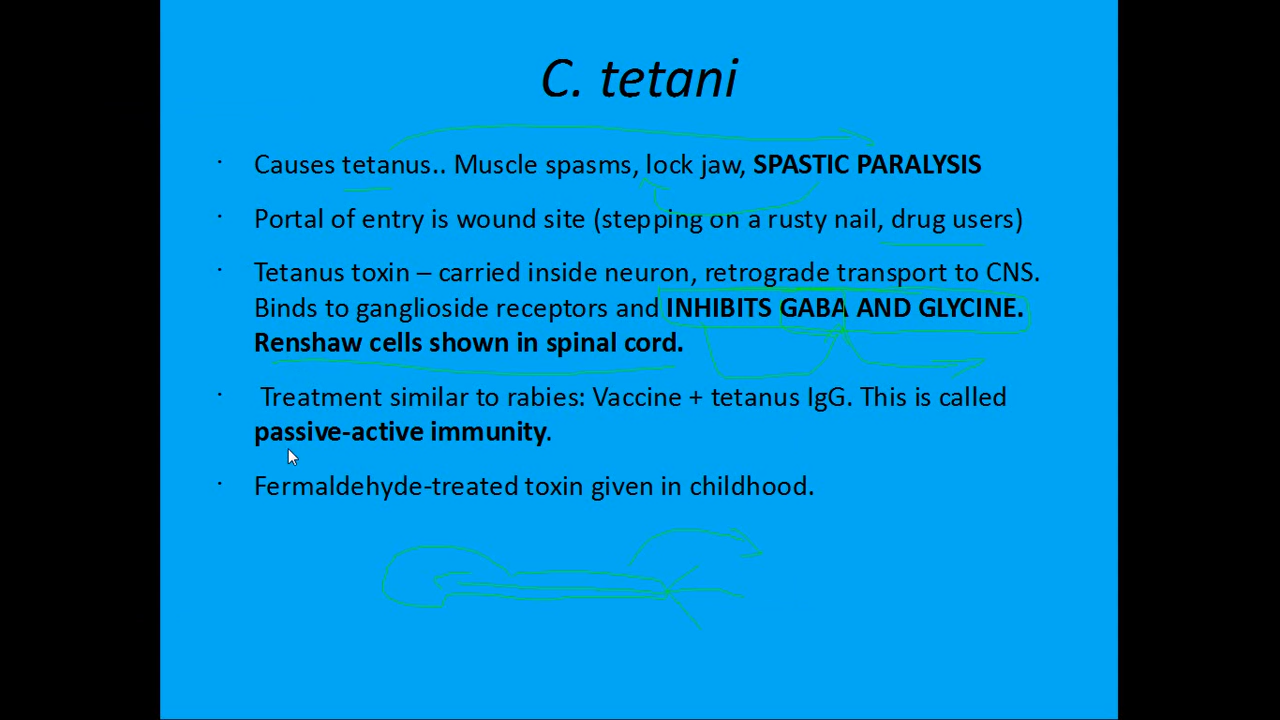 C. tetani
· Causes tetanus.. Muscle spasms, lock jaw, SPASTIC PARALYSIS
· Portal of entry is wound site (stepping on a rusty nail, drug users)
· Tetanus toxin – carried inside neuron, retrograde transport to CNS.
Binds to ganglioside receptors and INHIBITS GABA AND GLYCINE.
Renshaw cells shown in spinal cord.
· Treatment similar to rabies: Vaccine + tetanus IgG. This is called
passive-active immunity.
· Fermaldehyde-treated toxin given in childhood.